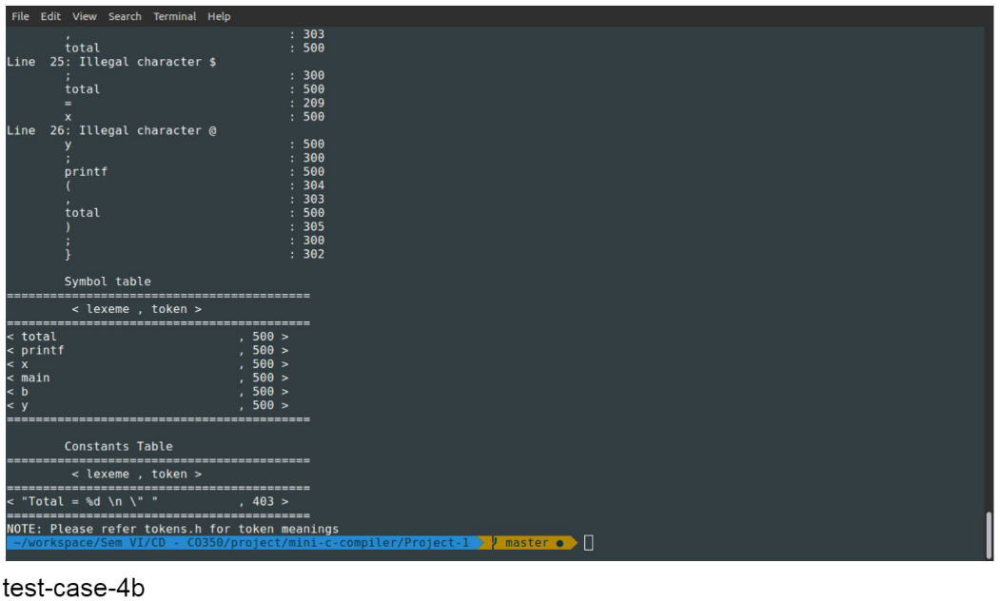 File Edit View Search Terminal Help
, : 303
total : 500
Line 25: Illegal character $
; : 300
total : 500
= : 209
x : 500
Line 26: Illegal character @
y : 500
; : 300
printf : 500
( : 304
, : 303
total : 500
) : 305
; : 300
} : 302
Symbol table
===========================================
< lexeme , token >
===========================================
< total , 500 >
< printf , 500 >
< x , 500 >
< main , 500 >
< b , 500 >
< y , 500 >
===========================================
Constants Table
===========================================
< lexeme , token >
===========================================
< "Total = %d \n \" " , 403 >
===========================================
NOTE: Please refer tokens.h for token meanings
~/workspace/Sem VI/CD - CO350/project/mini-c-compiler/Project-1 master ●
test-case-4b